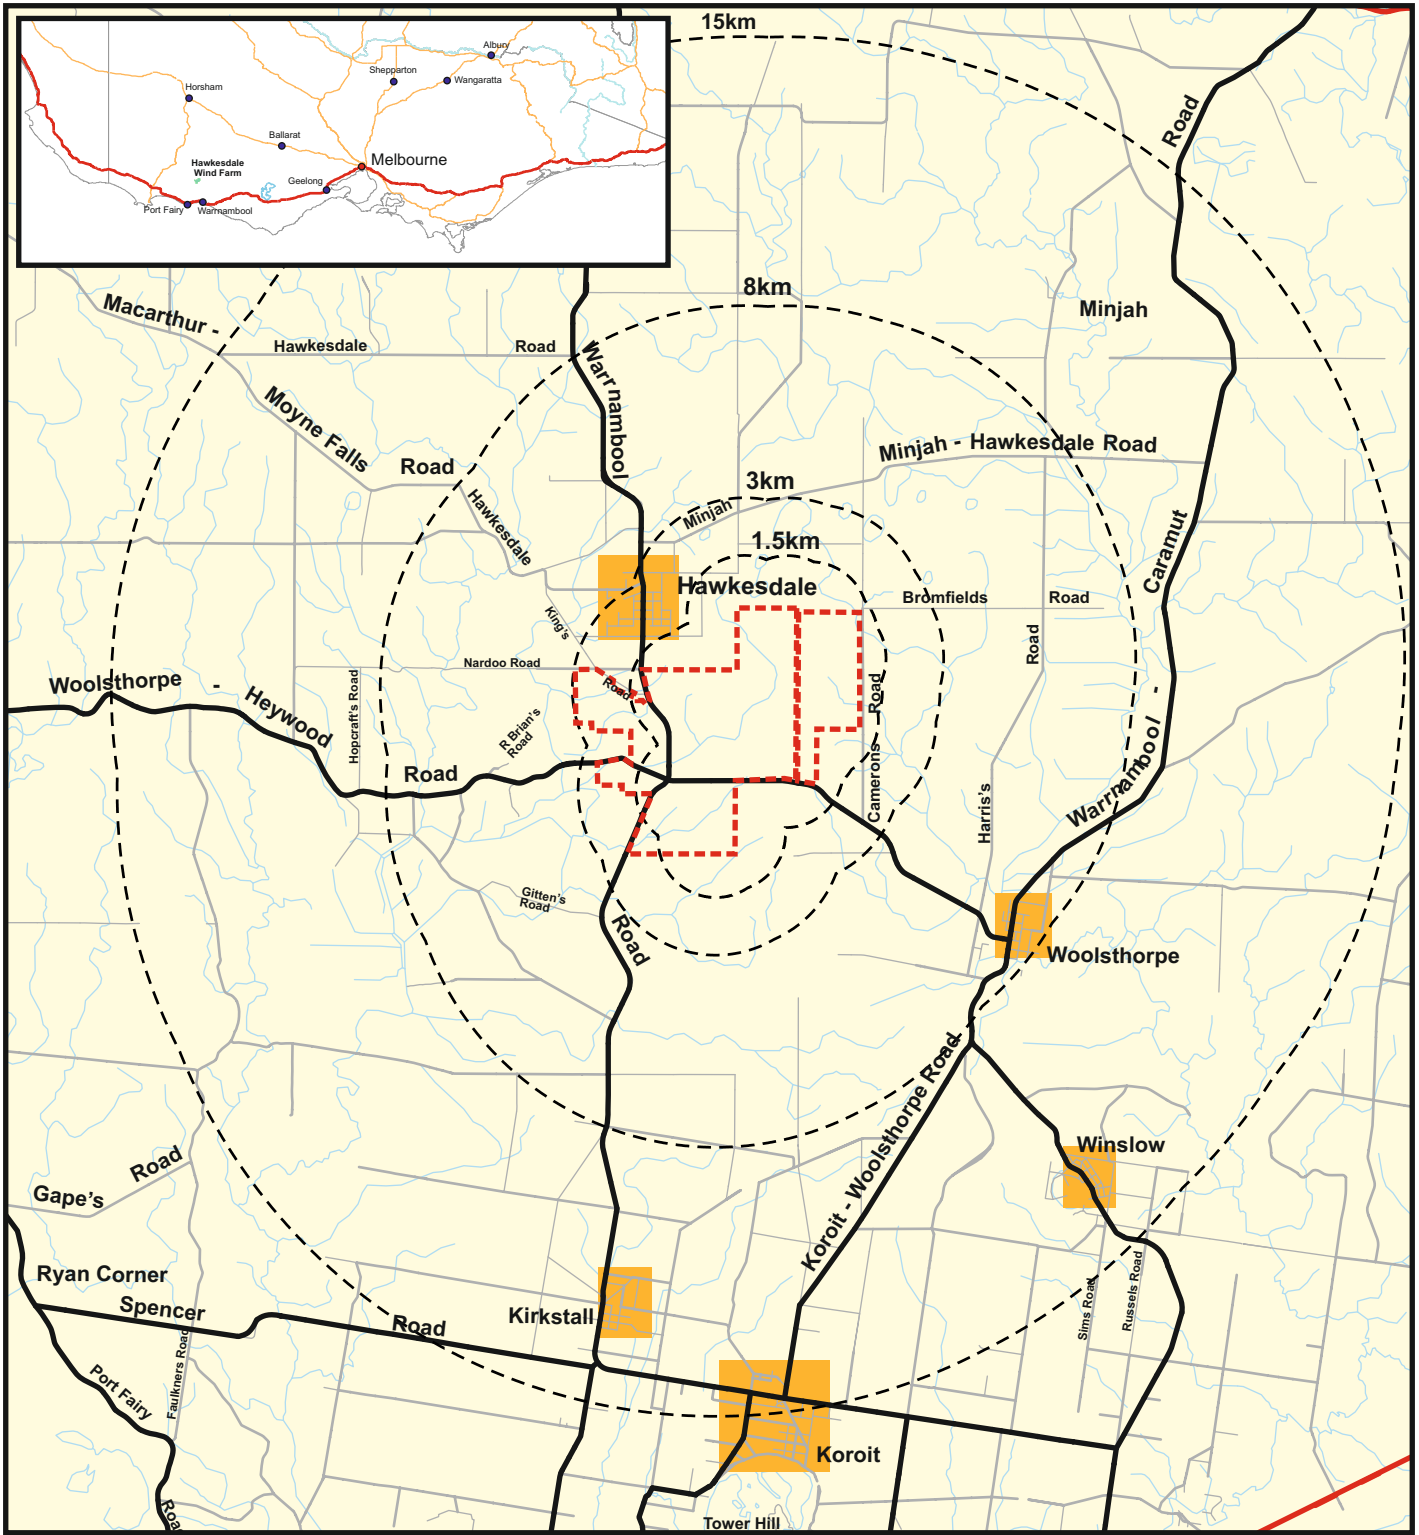 15km
Albury
Shepparton
Wangaratta
Horsham
Ballarat
Melbourne
Hawkesdale
Wind Farm
Geelong
Port Fairy
Warrnambool
Road
8km
Macarthur -
Minjah
Hawkesdale
Road
Warrnambool
Moyne Falls
Road
Minjah - Hawkesdale Road
3km
Hawkesdale
Minjah
1.5km
Caramut
Hawkesdale
Bromfields
Road
King's
Road
Nardoo Road
Road
Woolsthorpe
-
Heywood
Road
Hopcraft's Road
R Brian's
Road
Road
Camerons
Harris's
Warrnambool
-
Gitten's
Road
Road
Woolsthorpe
Koroit - Woolsthorpe Road
Winslow
Road
Gape's
Ryan Corner
Spencer
Road
Kirkstall
Sims Road
Russels Road
Faulkners Road
Port Fairy
Koroit
Road
Tower Hill